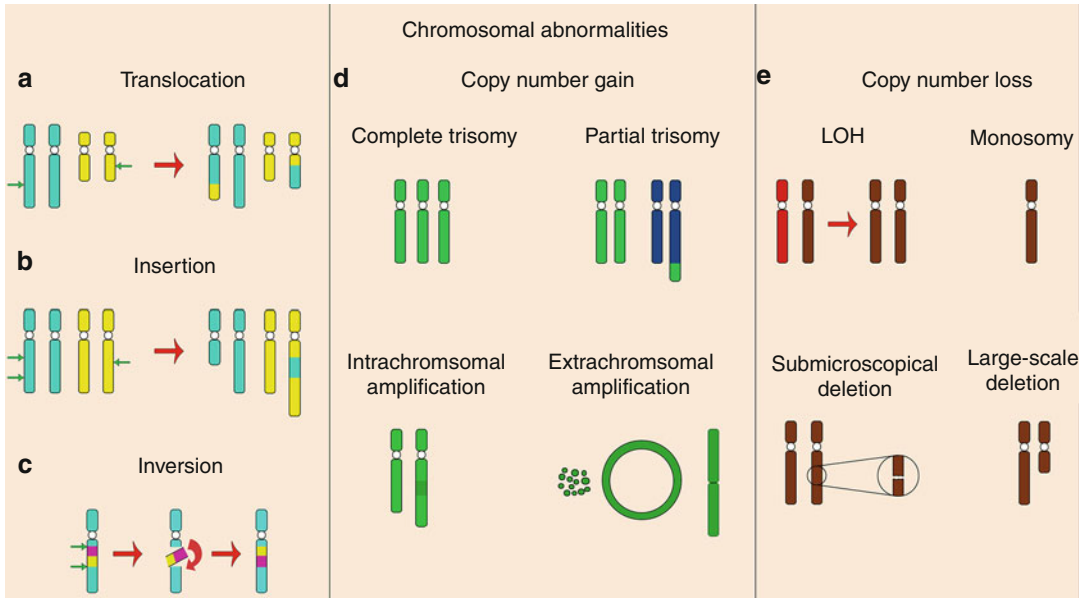 Chromosomal abnormalities
a
Translocation
b
Insertion
c
Inversion
d
Copy number gain
Complete trisomy
Partial trisomy
Intrachromsomal
amplification
Extrachromsomal
amplification
e
Copy number loss
LOH
Monosomy
Submicroscopical
deletion
Large-scale
deletion